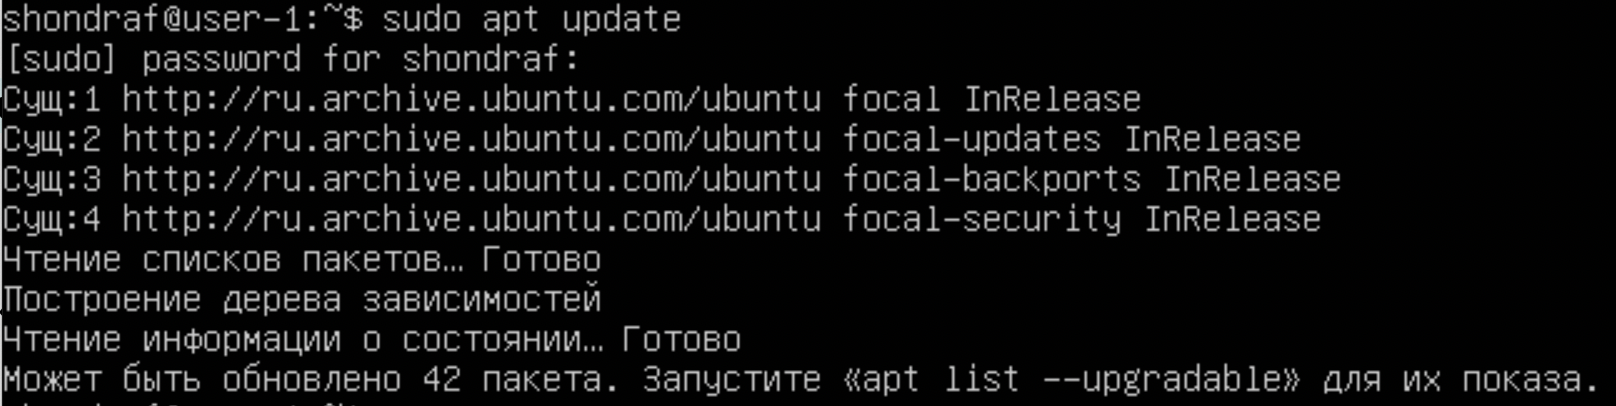 shondraf@user-1:~$ sudo apt update
[sudo] password for shondraf:
Сущ:1 http://ru.archive.ubuntu.com/ubuntu focal InRelease
Сущ:2 http://ru.archive.ubuntu.com/ubuntu focal-updates InRelease
Сущ:3 http://ru.archive.ubuntu.com/ubuntu focal-backports InRelease
Сущ:4 http://ru.archive.ubuntu.com/ubuntu focal-security InRelease
Чтение списков пакетов… Готово
Построение дерева зависимостей
Чтение информации о состоянии… Готово
Может быть обновлено 42 пакета. Запустите «apt list --upgradable» для их показа.